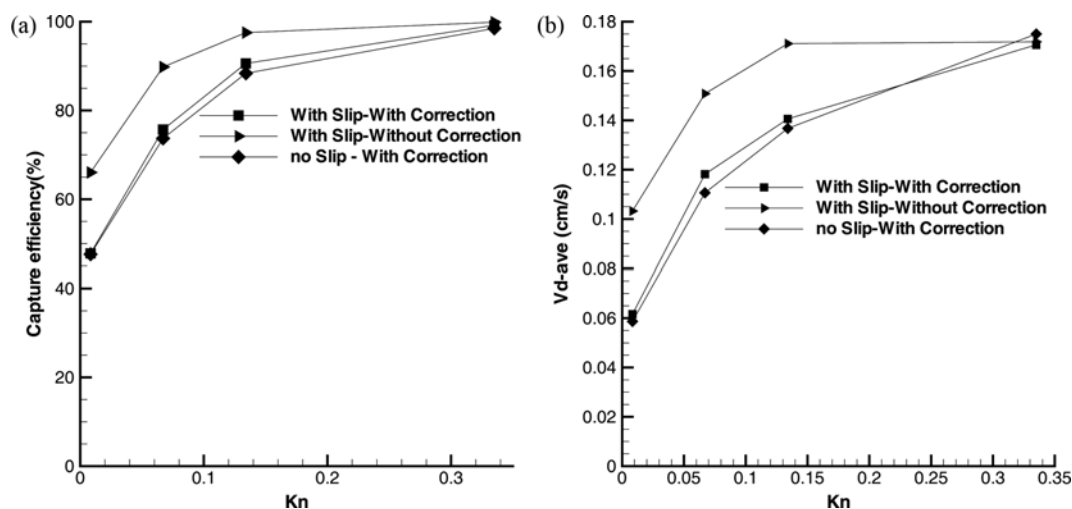 (a)
100
80
60
40
20
0
0.1
0.2
0.3
Kn
Capture efficiency(%)
With Slip-With Correction
With Slip-Without Correction
no Slip - With Correction
(b)
0.18
0.16
0.14
0.12
0.1
0.08
0.06
0.04
0.02
0
0
0.05
0.1
0.15
0.2
0.25
0.3
0.35
Kn
Vd-ave (cm/s)
With Slip-With Correction
With Slip-Without Correction
no Slip-With Correction